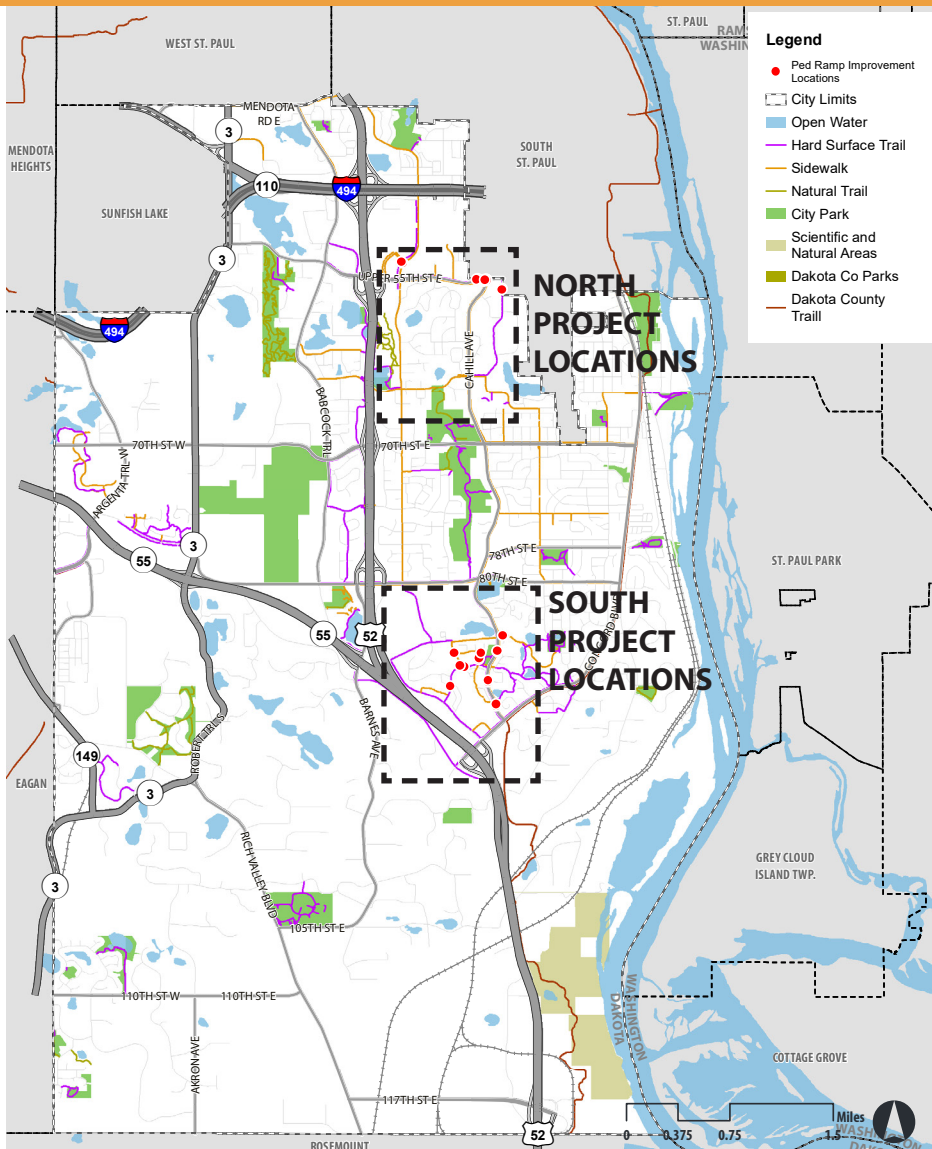 ST. PAUL
RAMS
WASHIN
WEST ST. PAUL
Legend
Ped Ramp Improvement
Locations
City Limits
Open Water
Hard Surface Trail
Sidewalk
Natural Trail
City Park
Scientific and
Natural Areas
Dakota Co Parks
Dakota County
Traill
MENDOTA
RD E
3
MENDOTA
HEIGHTS
SOUTH
ST. PAUL
110
494
SUNFISH LAKE
3
UPPER 55TH ST E
NORTH
PROJECT
LOCATIONS
494
CAHILL AVE
BABCOCK TRL
70TH ST W
70TH ST E
ARGENTA TRL W
3
55
78TH ST E
80TH ST E
ST. PAUL PARK
SOUTH
PROJECT
LOCATIONS
55
52
CONCORD BLVD
BARNES AVE
ROBERT TRL S
149
EAGAN
3
RICH VALLEY BLVD
GREY CLOUD
ISLAND TWP.
3
105TH ST E
110TH ST W
110TH ST E
WASHINGTON
DAKOTA
AKRON AVE
COTTAGE GROVE
117TH ST E
52
Miles
0 0.375 0.75 1.5
WASHINGTON
DAK
ROSEMOUNT